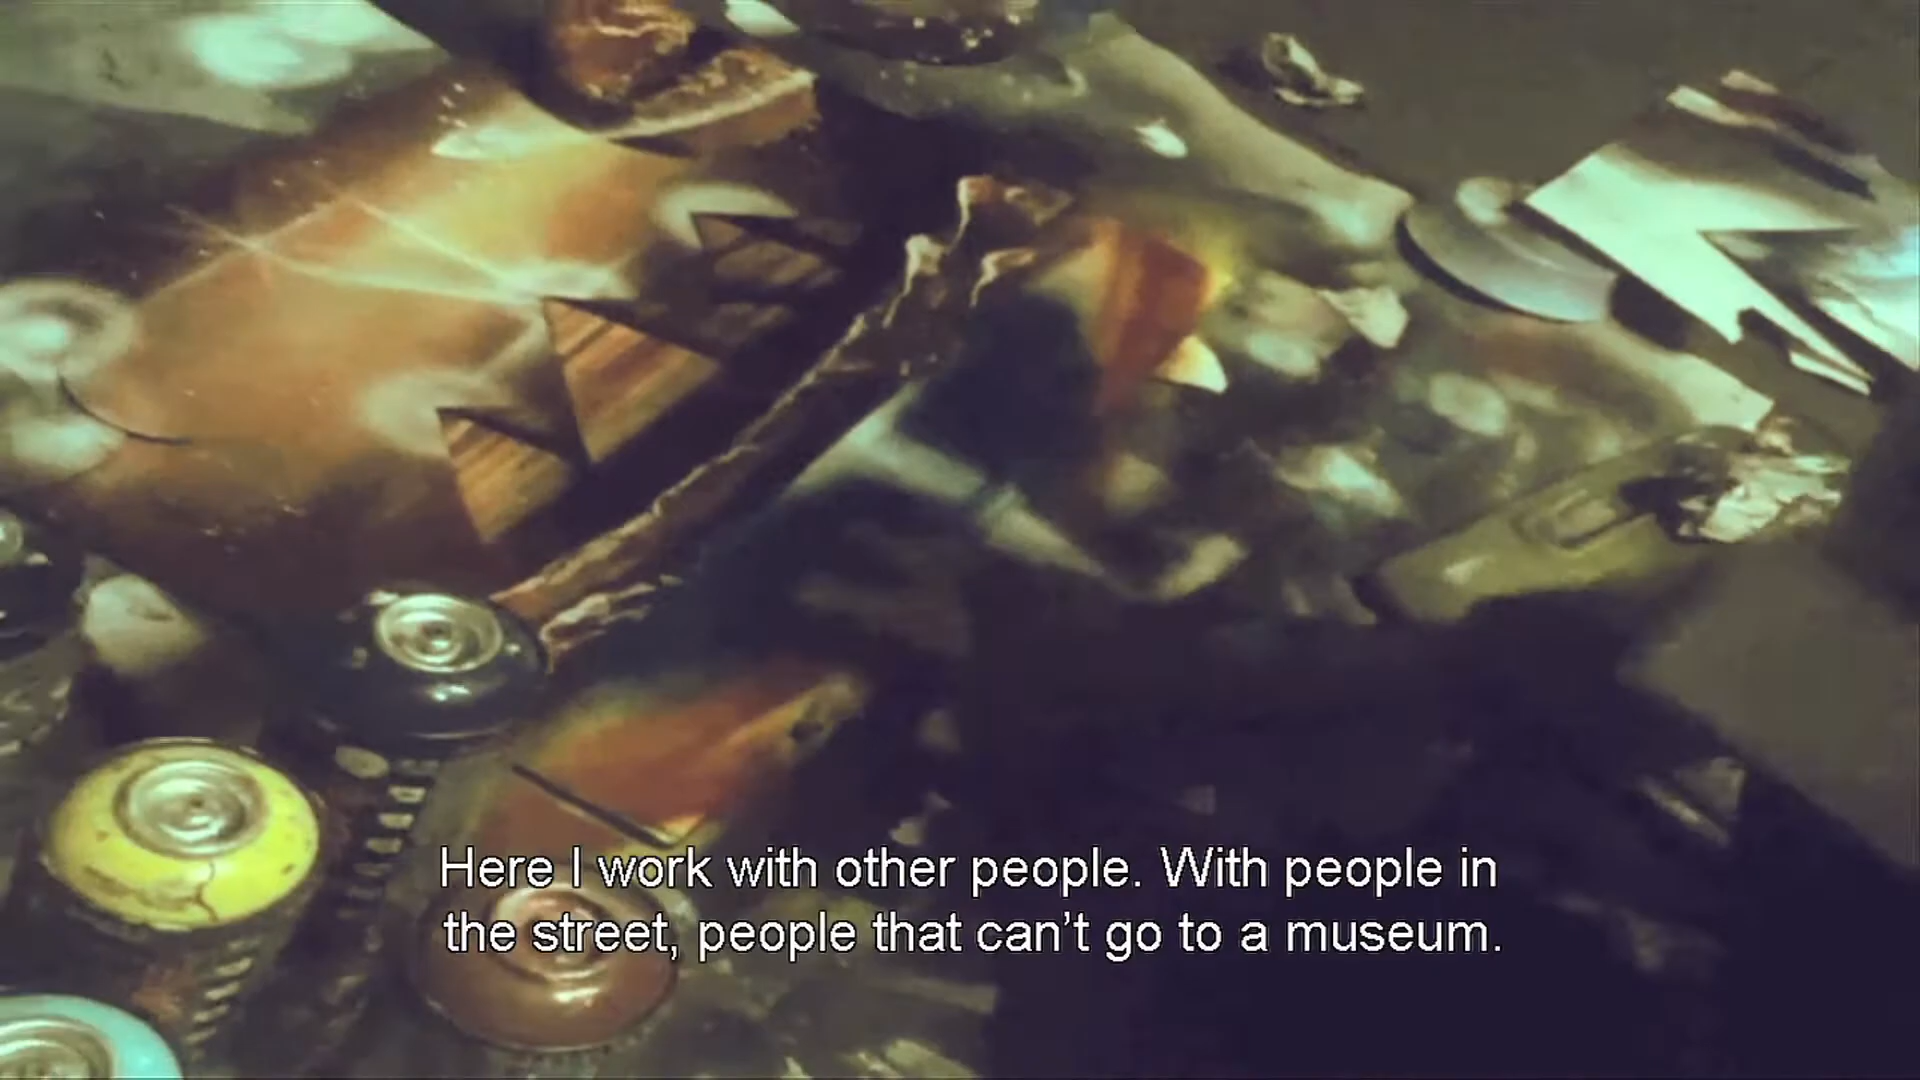 Here I work with other people. With people in
the street, people that can't go to a museum.